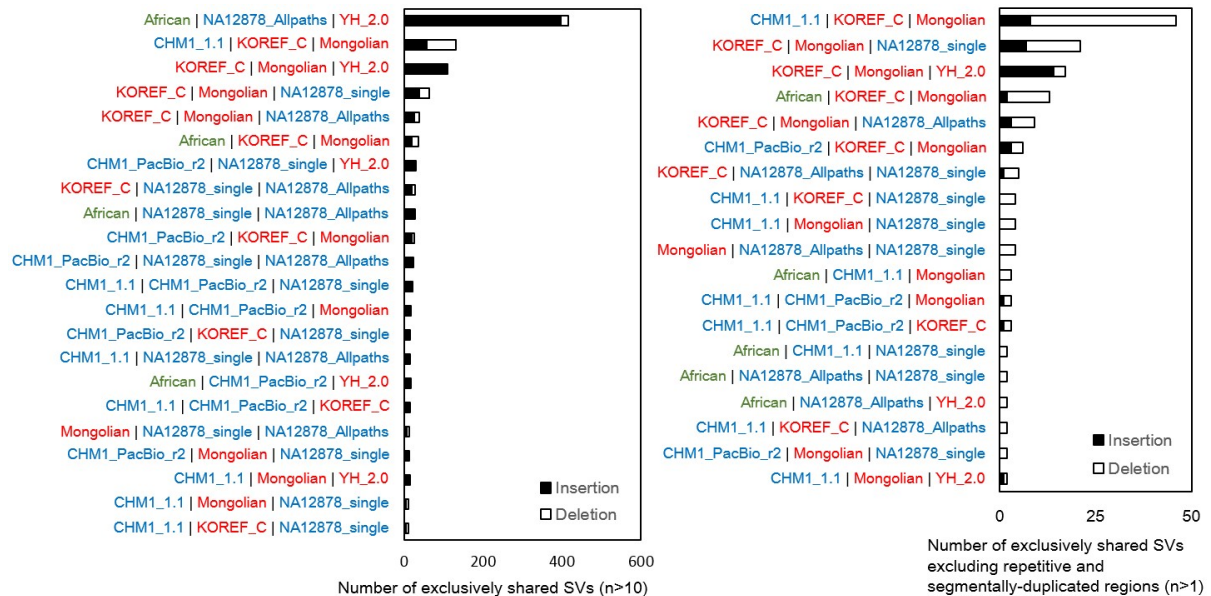 African | NA12878_Allpaths | YH_2.0
CHM1_1.1 | KOREF_C | Mongolian
KOREF_C | Mongolian | YH_2.0
KOREF_C | Mongolian | NA12878_single
KOREF_C | Mongolian | NA12878_Allpaths
African | KOREF_C | Mongolian
CHM1_PacBio_r2 | NA12878_single | YH_2.0
KOREF_C | NA12878_single | NA12878_Allpaths
African | NA12878_single | NA12878_Allpaths
CHM1_PacBio_r2 | KOREF_C | Mongolian
CHM1_PacBio_r2 | NA12878_single | NA12878_Allpaths
CHM1_1.1 | CHM1_PacBio_r2 | NA12878_single
CHM1_1.1 | CHM1_PacBio_r2 | Mongolian
CHM1_PacBio_r2 | KOREF_C | NA12878_single
CHM1_1.1 | NA12878_single | NA12878_Allpaths
African | CHM1_PacBio_r2 | YH_2.0
CHM1_1.1 | CHM1_PacBio_r2 | KOREF_C
Mongolian | NA12878_single | NA12878_Allpaths
CHM1_PacBio_r2 | Mongolian | NA12878_single
CHM1_1.1 | Mongolian | YH_2.0
CHM1_1.1 | Mongolian | NA12878_single
CHM1_1.1 | KOREF_C | NA12878_single
Insertion
Deletion
0 200 400 600
Number of exclusively shared SVs (n>10)
CHM1_1.1 | KOREF_C | Mongolian
KOREF_C | Mongolian | NA12878_single
KOREF_C | Mongolian | YH_2.0
African | KOREF_C | Mongolian
KOREF_C | Mongolian | NA12878_Allpaths
CHM1_PacBio_r2 | KOREF_C | Mongolian
KOREF_C | NA12878_Allpaths | NA12878_single
CHM1_1.1 | KOREF_C | NA12878_single
CHM1_1.1 | Mongolian | NA12878_single
Mongolian | NA12878_Allpaths | NA12878_single
African | CHM1_1.1 | Mongolian
CHM1_1.1 | CHM1_PacBio_r2 | Mongolian
CHM1_1.1 | CHM1_PacBio_r2 | KOREF_C
African | CHM1_1.1 | NA12878_single
African | NA12878_Allpaths | NA12878_single
African | NA12878_Allpaths | YH_2.0
CHM1_1.1 | KOREF_C | NA12878_Allpaths
CHM1_PacBio_r2 | Mongolian | NA12878_single
CHM1_1.1 | Mongolian | YH_2.0
Insertion
Deletion
0 25 50
Number of exclusively shared SVs
excluding repetitive and
segmentally-duplicated regions (n>1)